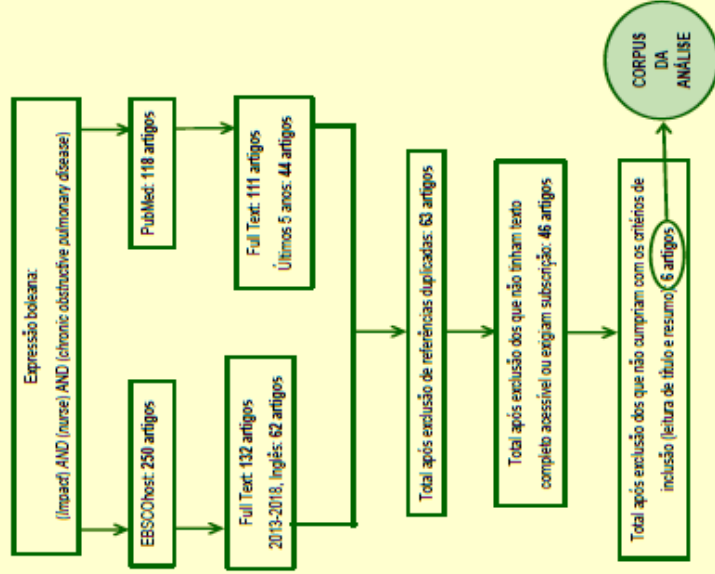 Expressão boleana:
(Impact) AND (nurse) AND (chronic obstructive pulmonary disease)
EBSCOhost: 250 artigos
PubMed: 118 artigos
Full Text: 132 artigos
2013-2018, Inglês: 62 artigos
Full Text: 111 artigos
Últimos 5 anos: 44 artigos
Total após exclusão de referências duplicadas: 63 artigos
Total após exclusão dos que não tinham texto
completo acessível ou exigiam subscrição: 46 artigos
Total após exclusão dos que não cumpriam com os critérios de
inclusão (leitura de título e resumo) 6 artigos
CORPUS
DA
ANÁLISE